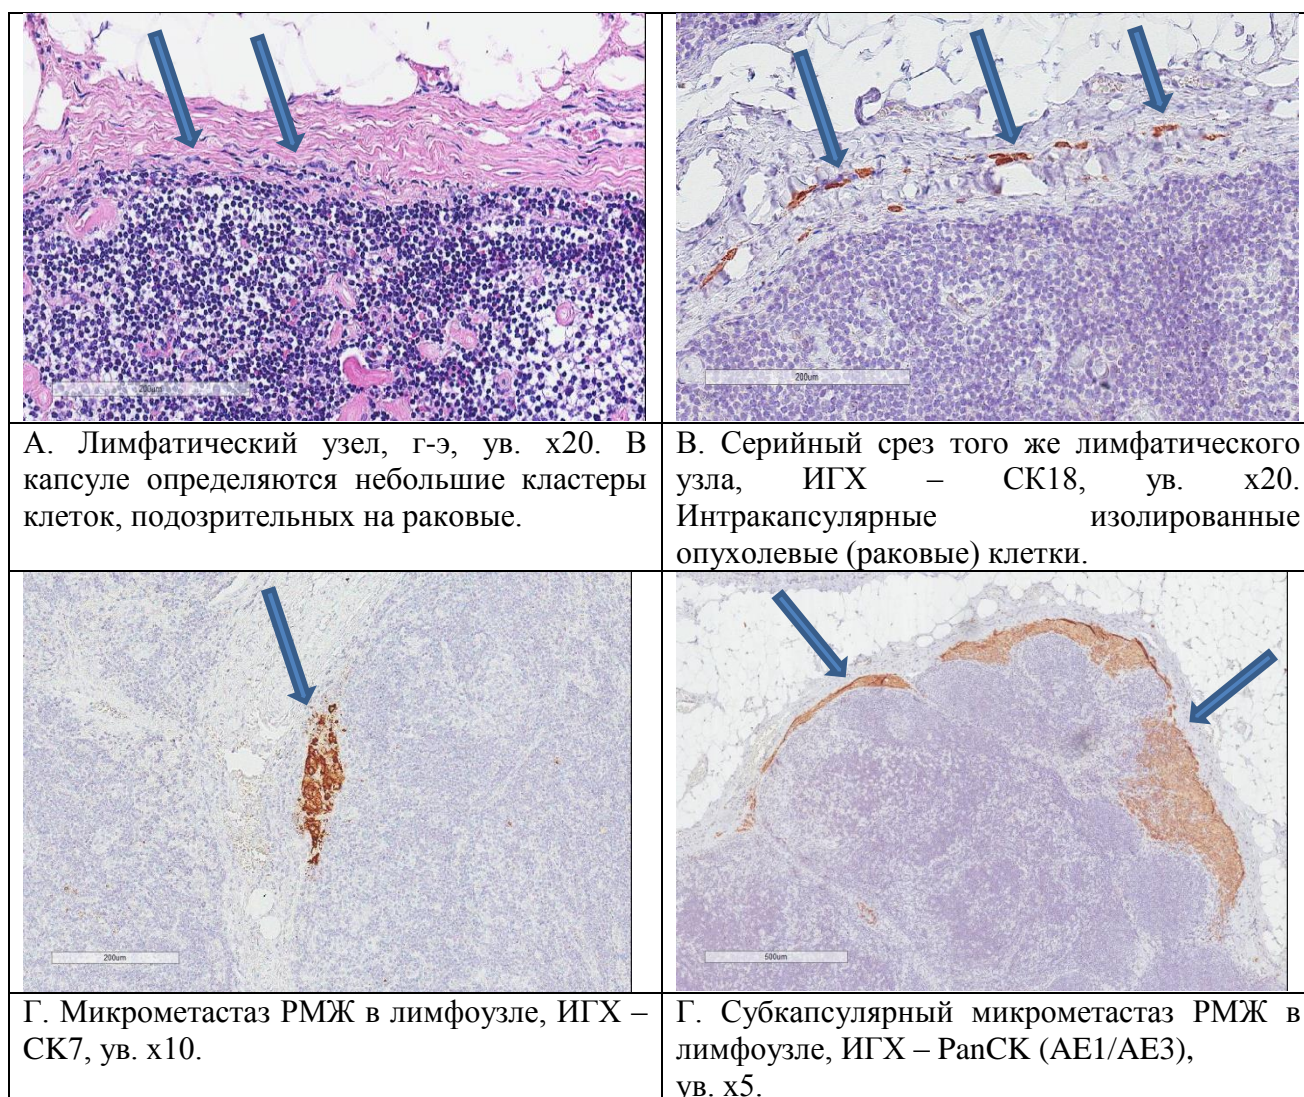 200um
200um
А. Лимфатический узел, г-э, ув. х20. В
капсуле определяются небольшие кластеры
клеток, подозрительных на раковые.
В. Серийный срез того же лимфатического
узла, ИГХ – СК18, ув. х20.
Интракапсулярные изолированные
опухолевые (раковые) клетки.
200um
500um
Г. Микрометастаз РМЖ в лимфоузле, ИГХ –
СК7, ув. х10.
Г. Субкапсулярный микрометастаз РМЖ в
лимфоузле, ИГХ – PanCK (AE1/AE3),
ув. х5.